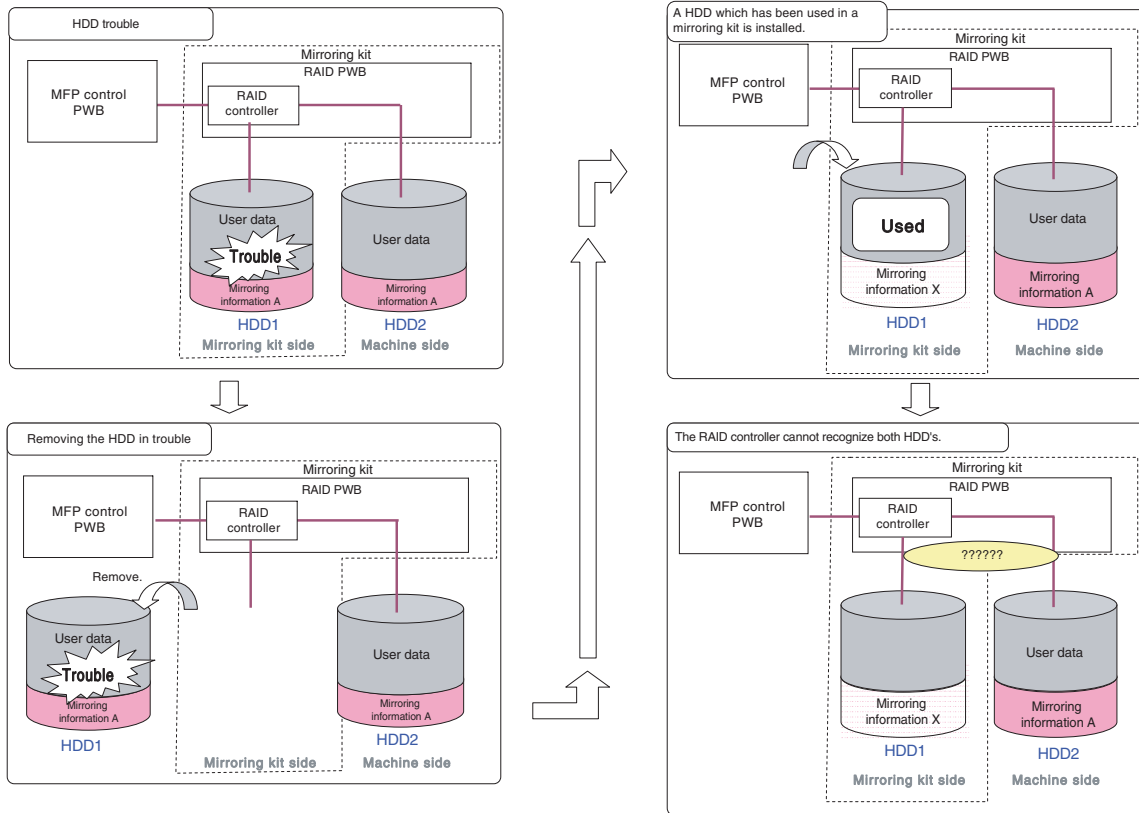 HDD trouble
Mirroring kit
RAID PWB
MFP control
PWB
RAID
controller
User data
Trouble
Mirroring
information A
User data
Mirroring
information A
HDD1
HDD2
Mirroring kit side
Machine side
Removing the HDD in trouble
Mirroring kit
RAID PWB
MFP control
PWB
RAID
controller
Remove.
User data
Trouble
Mirroring
information A
HDD1
User data
Mirroring
information A
HDD2
Mirroring kit side
Machine side
A HDD which has been used in a
mirroring kit is installed.
Mirroring kit
RAID PWB
MFP control
PWB
RAID
controller
Used
Mirroring
information X
User data
Mirroring
information A
HDD1
HDD2
Mirroring kit side
Machine side
The RAID controller cannot recognize both HDD's.
Mirroring kit
RAID PWB
MFP control
PWB
RAID
controller
??????
Mirroring
information X
User data
Mirroring
information A
HDD1
HDD2
Mirroring kit side
Machine side